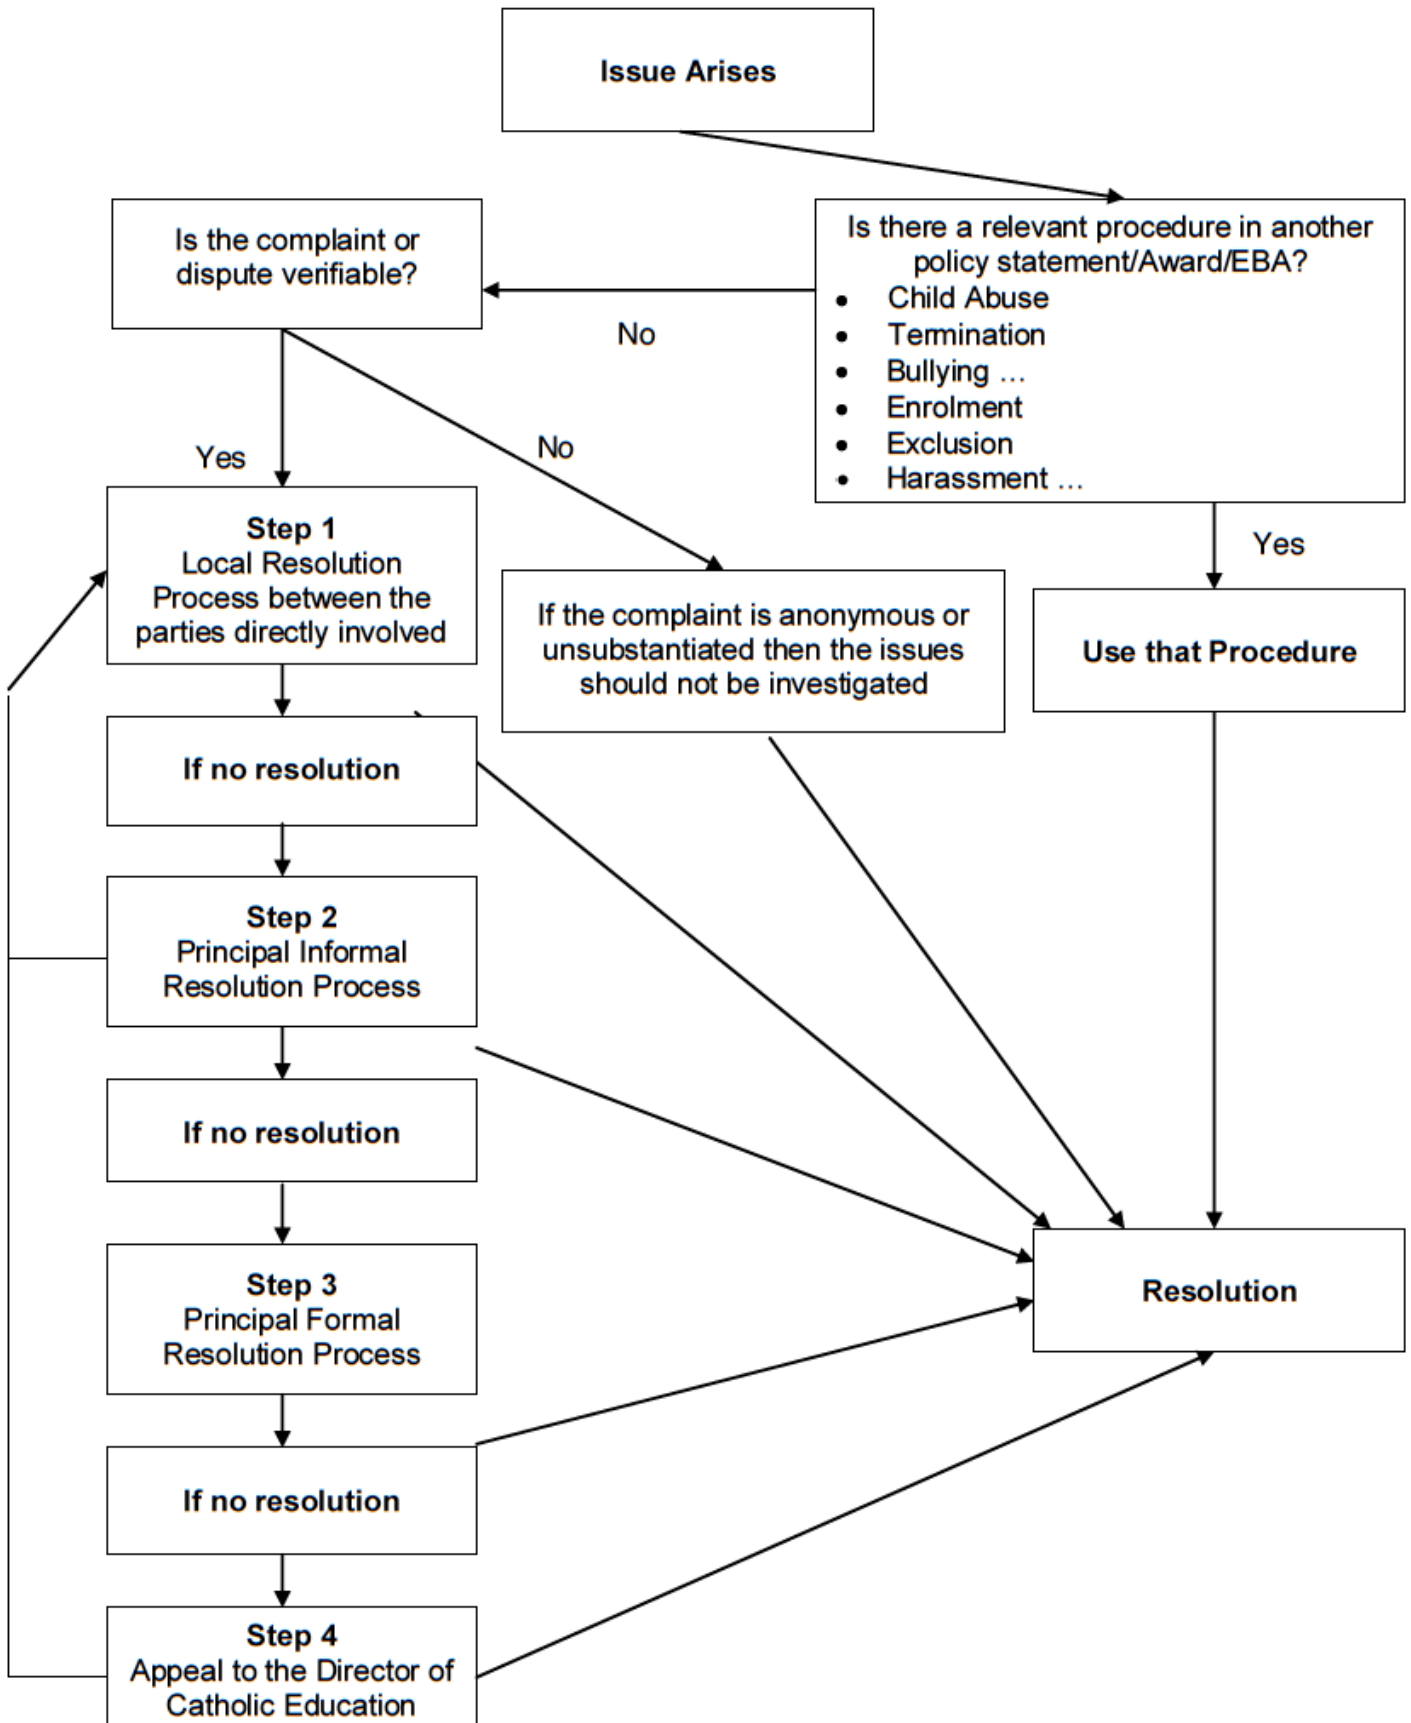 Issue Arises
Is the complaint or
dispute verifiable?
Is there a relevant procedure in another
policy statement/Award/EBA?
• Child Abuse
• Termination
• Bullying …
• Enrolment
• Exclusion
• Harassment …
No
Yes
No
Yes
Step 1
Local Resolution
Process between the
parties directly involved
If the complaint is anonymous or
unsubstantiated then the issues
should not be investigated
Use that Procedure
If no resolution
Step 2
Principal Informal
Resolution Process
If no resolution
Step 3
Principal Formal
Resolution Process
Resolution
If no resolution
Step 4
Appeal to the Director of
Catholic Education